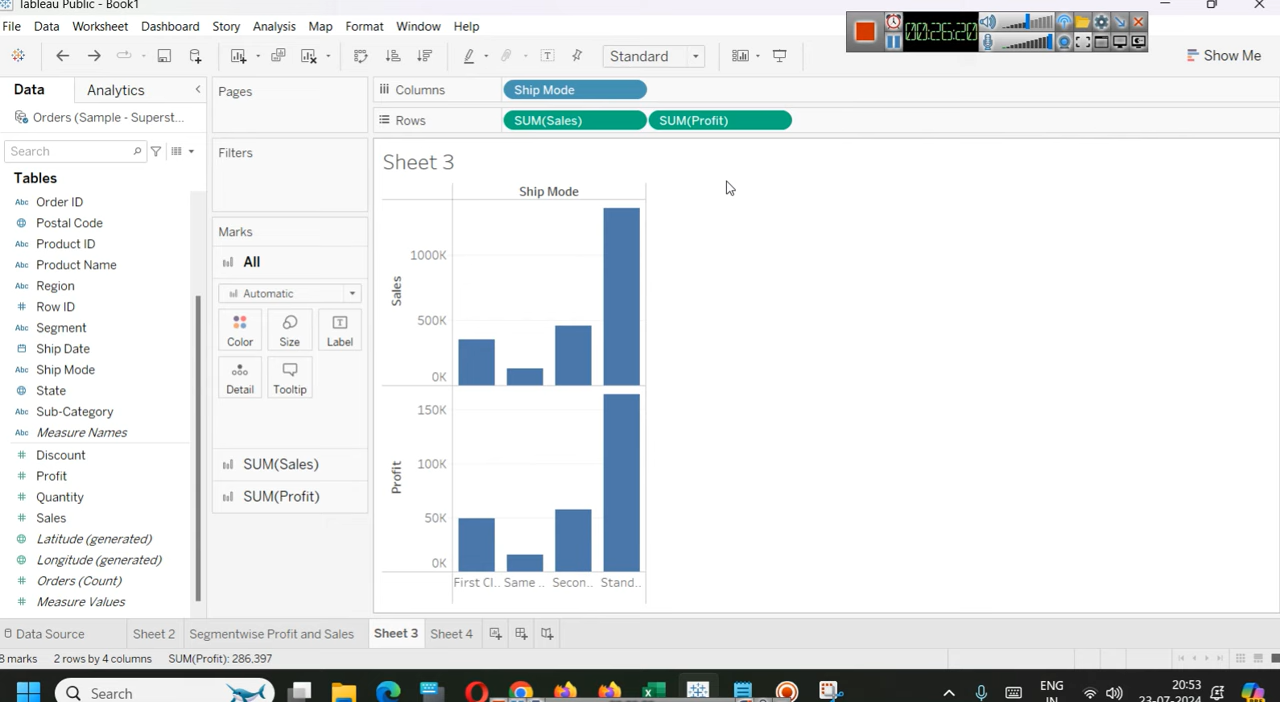 Tableau Public - Book1
File Data Worksheet Dashboard Story Analysis Map Format Window Help
00:26:20
Standard
Show Me
Data Analytics
Pages
Columns Ship Mode
Orders (Sample - Superst...
Rows SUM(Sales) SUM(Profit)
Search
Filters
Sheet 3
Tables
Ship Mode
Order ID
Postal Code
Product ID
Product Name
Region
Row ID
Segment
Ship Date
Ship Mode
State
Sub-Category
Measure Names
Discount
Profit
Quantity
Sales
Latitude (generated)
Longitude (generated)
Orders (Count)
Measure Values
Marks
All
Automatic
Color Size Label
Detail Tooltip
SUM(Sales)
SUM(Profit)
Sales
1000K
500K
0K
Profit
150K
100K
50K
0K
First Cl.. Same .. Secon.. Stand..
Data Source Sheet 2 Segmentwise Profit and Sales Sheet 3 Sheet 4
8 marks 2 rows by 4 columns SUM(Profit): 286,397
Search
ENG
IN
20:53
23-07-2024